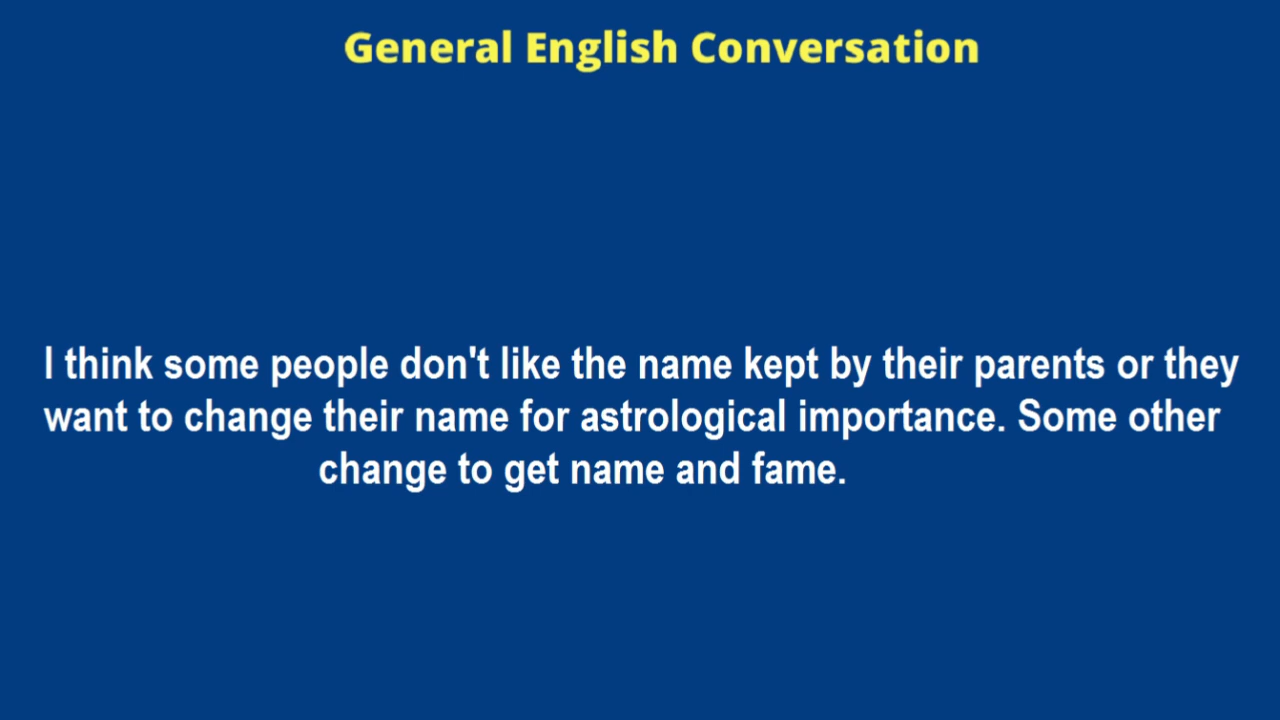 General English Conversation
I think some people don't like the name kept by their parents or they
want to change their name for astrological importance. Some other
change to get name and fame.